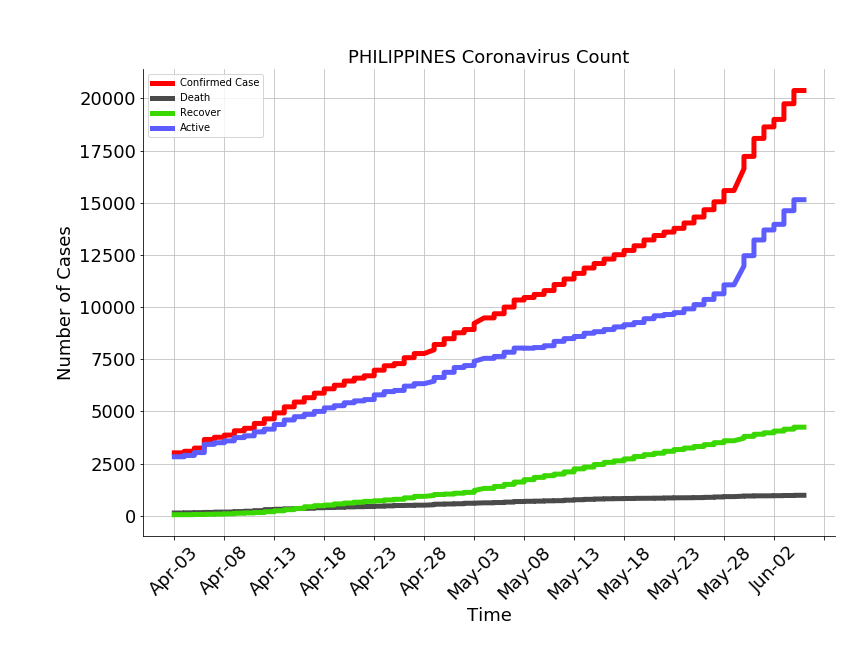 PHILIPPINES Coronavirus Count
Confirmed Case
Death
Recover
Active
20000
17500
15000
12500
10000
7500
5000
2500
0
Number of Cases
Apr-03 Apr-08 Apr-13 Apr-18 Apr-23 Apr-28 May-03 May-08 May-13 May-18 May-23 May-28 Jun-02
Time